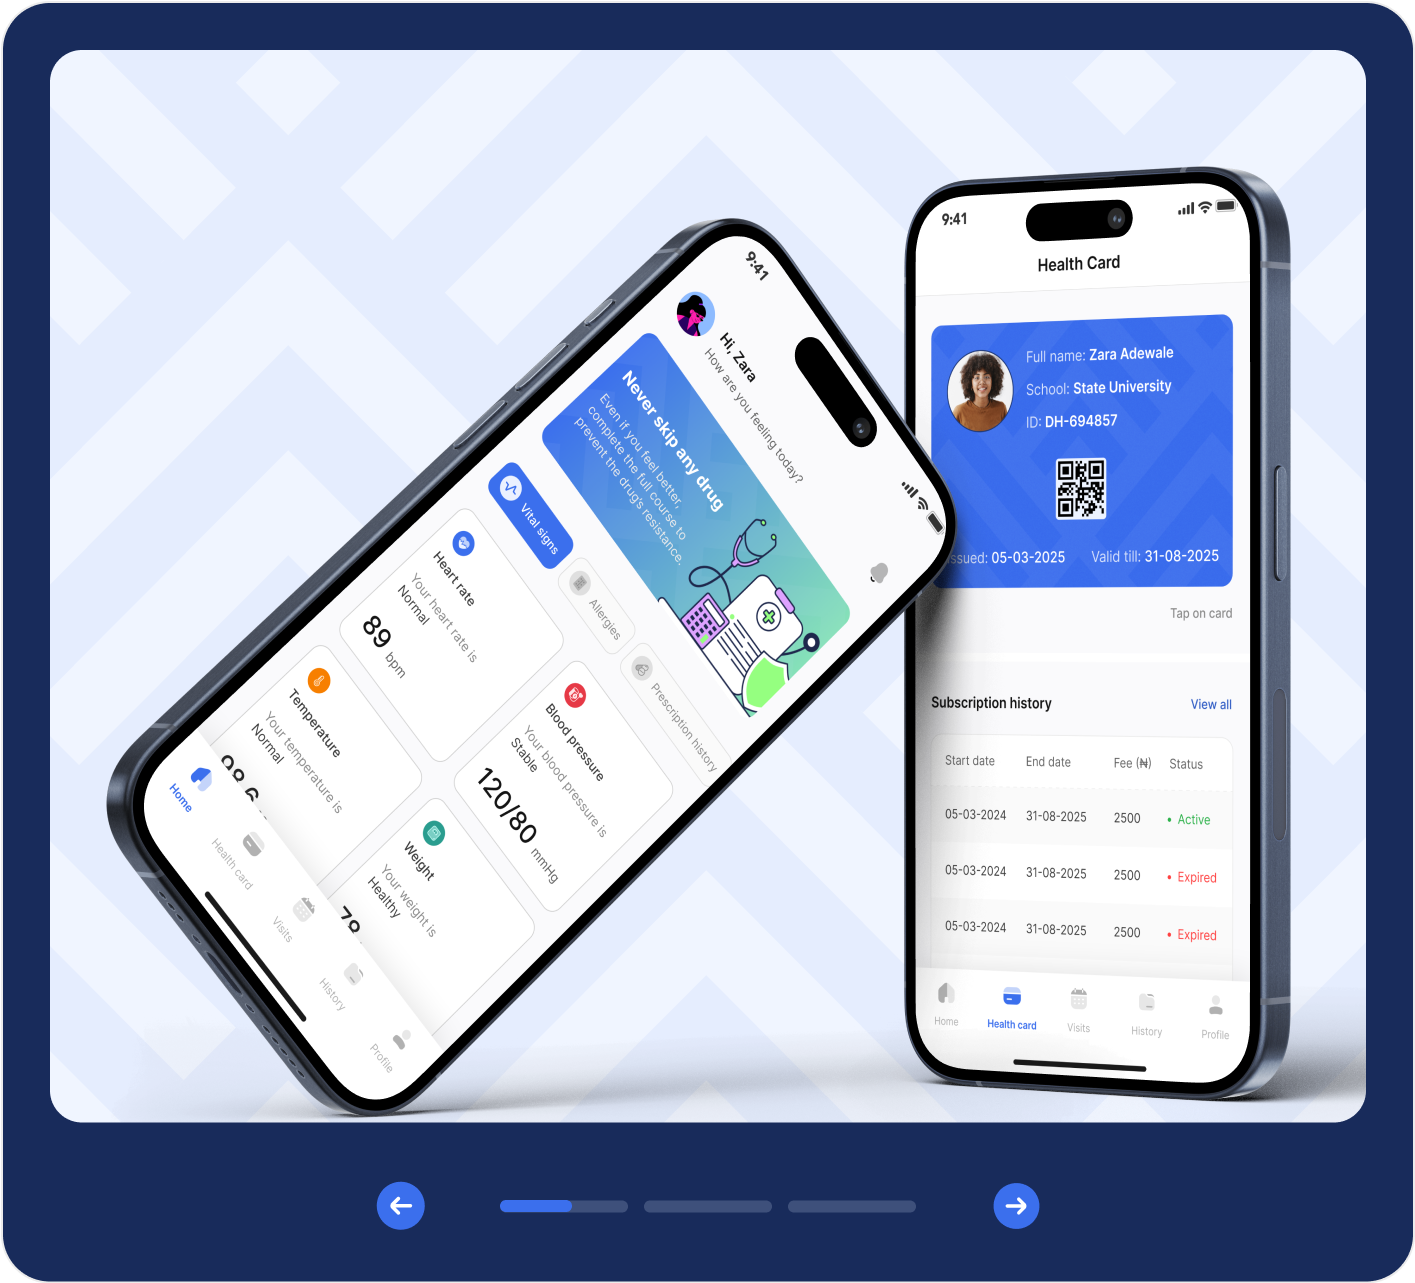 9:41
Hi, Zara
How are you feeling today?
Never skip any drug
Even if you feel better,
complete the full course to
prevent the drug's resistance.
Vital signs
Allergies
Prescription history
Heart rate
Your heart rate is
Normal
89 bpm
Blood pressure
Your blood pressure is
Stable
120/80 mmHg
Temperature
Your temperature is
Normal
98.6
Weight
Your weight is
Healthy
78
Home
Health card
Visits
History
Profile
9:41
Health Card
Full name: Zara Adewale
School: State University
ID: DH-694857
ssued: 05-03-2025 Valid till: 31-08-2025
Tap on card
Subscription history View all
Start date End date Fee (₦) Status
05-03-2024 31-08-2025 2500 • Active
05-03-2024 31-08-2025 2500 • Expired
05-03-2024 31-08-2025 2500 • Expired
Home Health card Visits History Profile